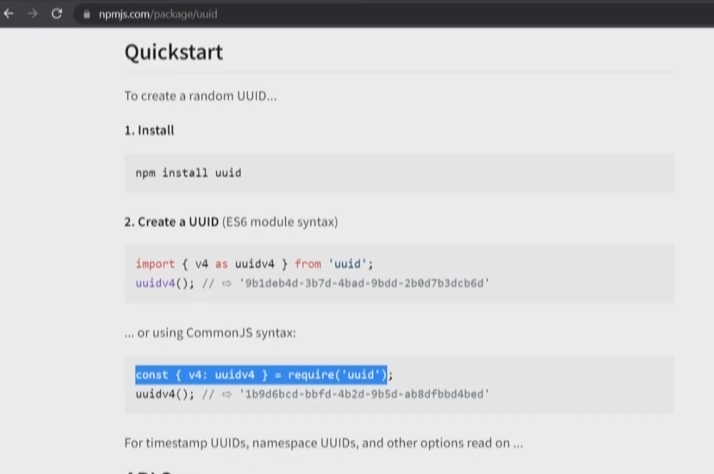 npmjs.com/package/uuid
Quickstart
To create a random UUID...
1. Install
npm install uuid
2. Create a UUID (ES6 module syntax)
import { v4 as uuidv4 } from 'uuid';
uuidv4(); // ⇨ '9b1deb4d-3b7d-4bad-9bdd-2b0d7b3dcb6d'
... or using CommonJS syntax:
const { v4: uuidv4 } = require('uuid');
uuidv4(); // ⇨ '1b9d6bcd-bbfd-4b2d-9b5d-ab8dfbbd4bed'
For timestamp UUIDs, namespace UUIDs, and other options read on ...